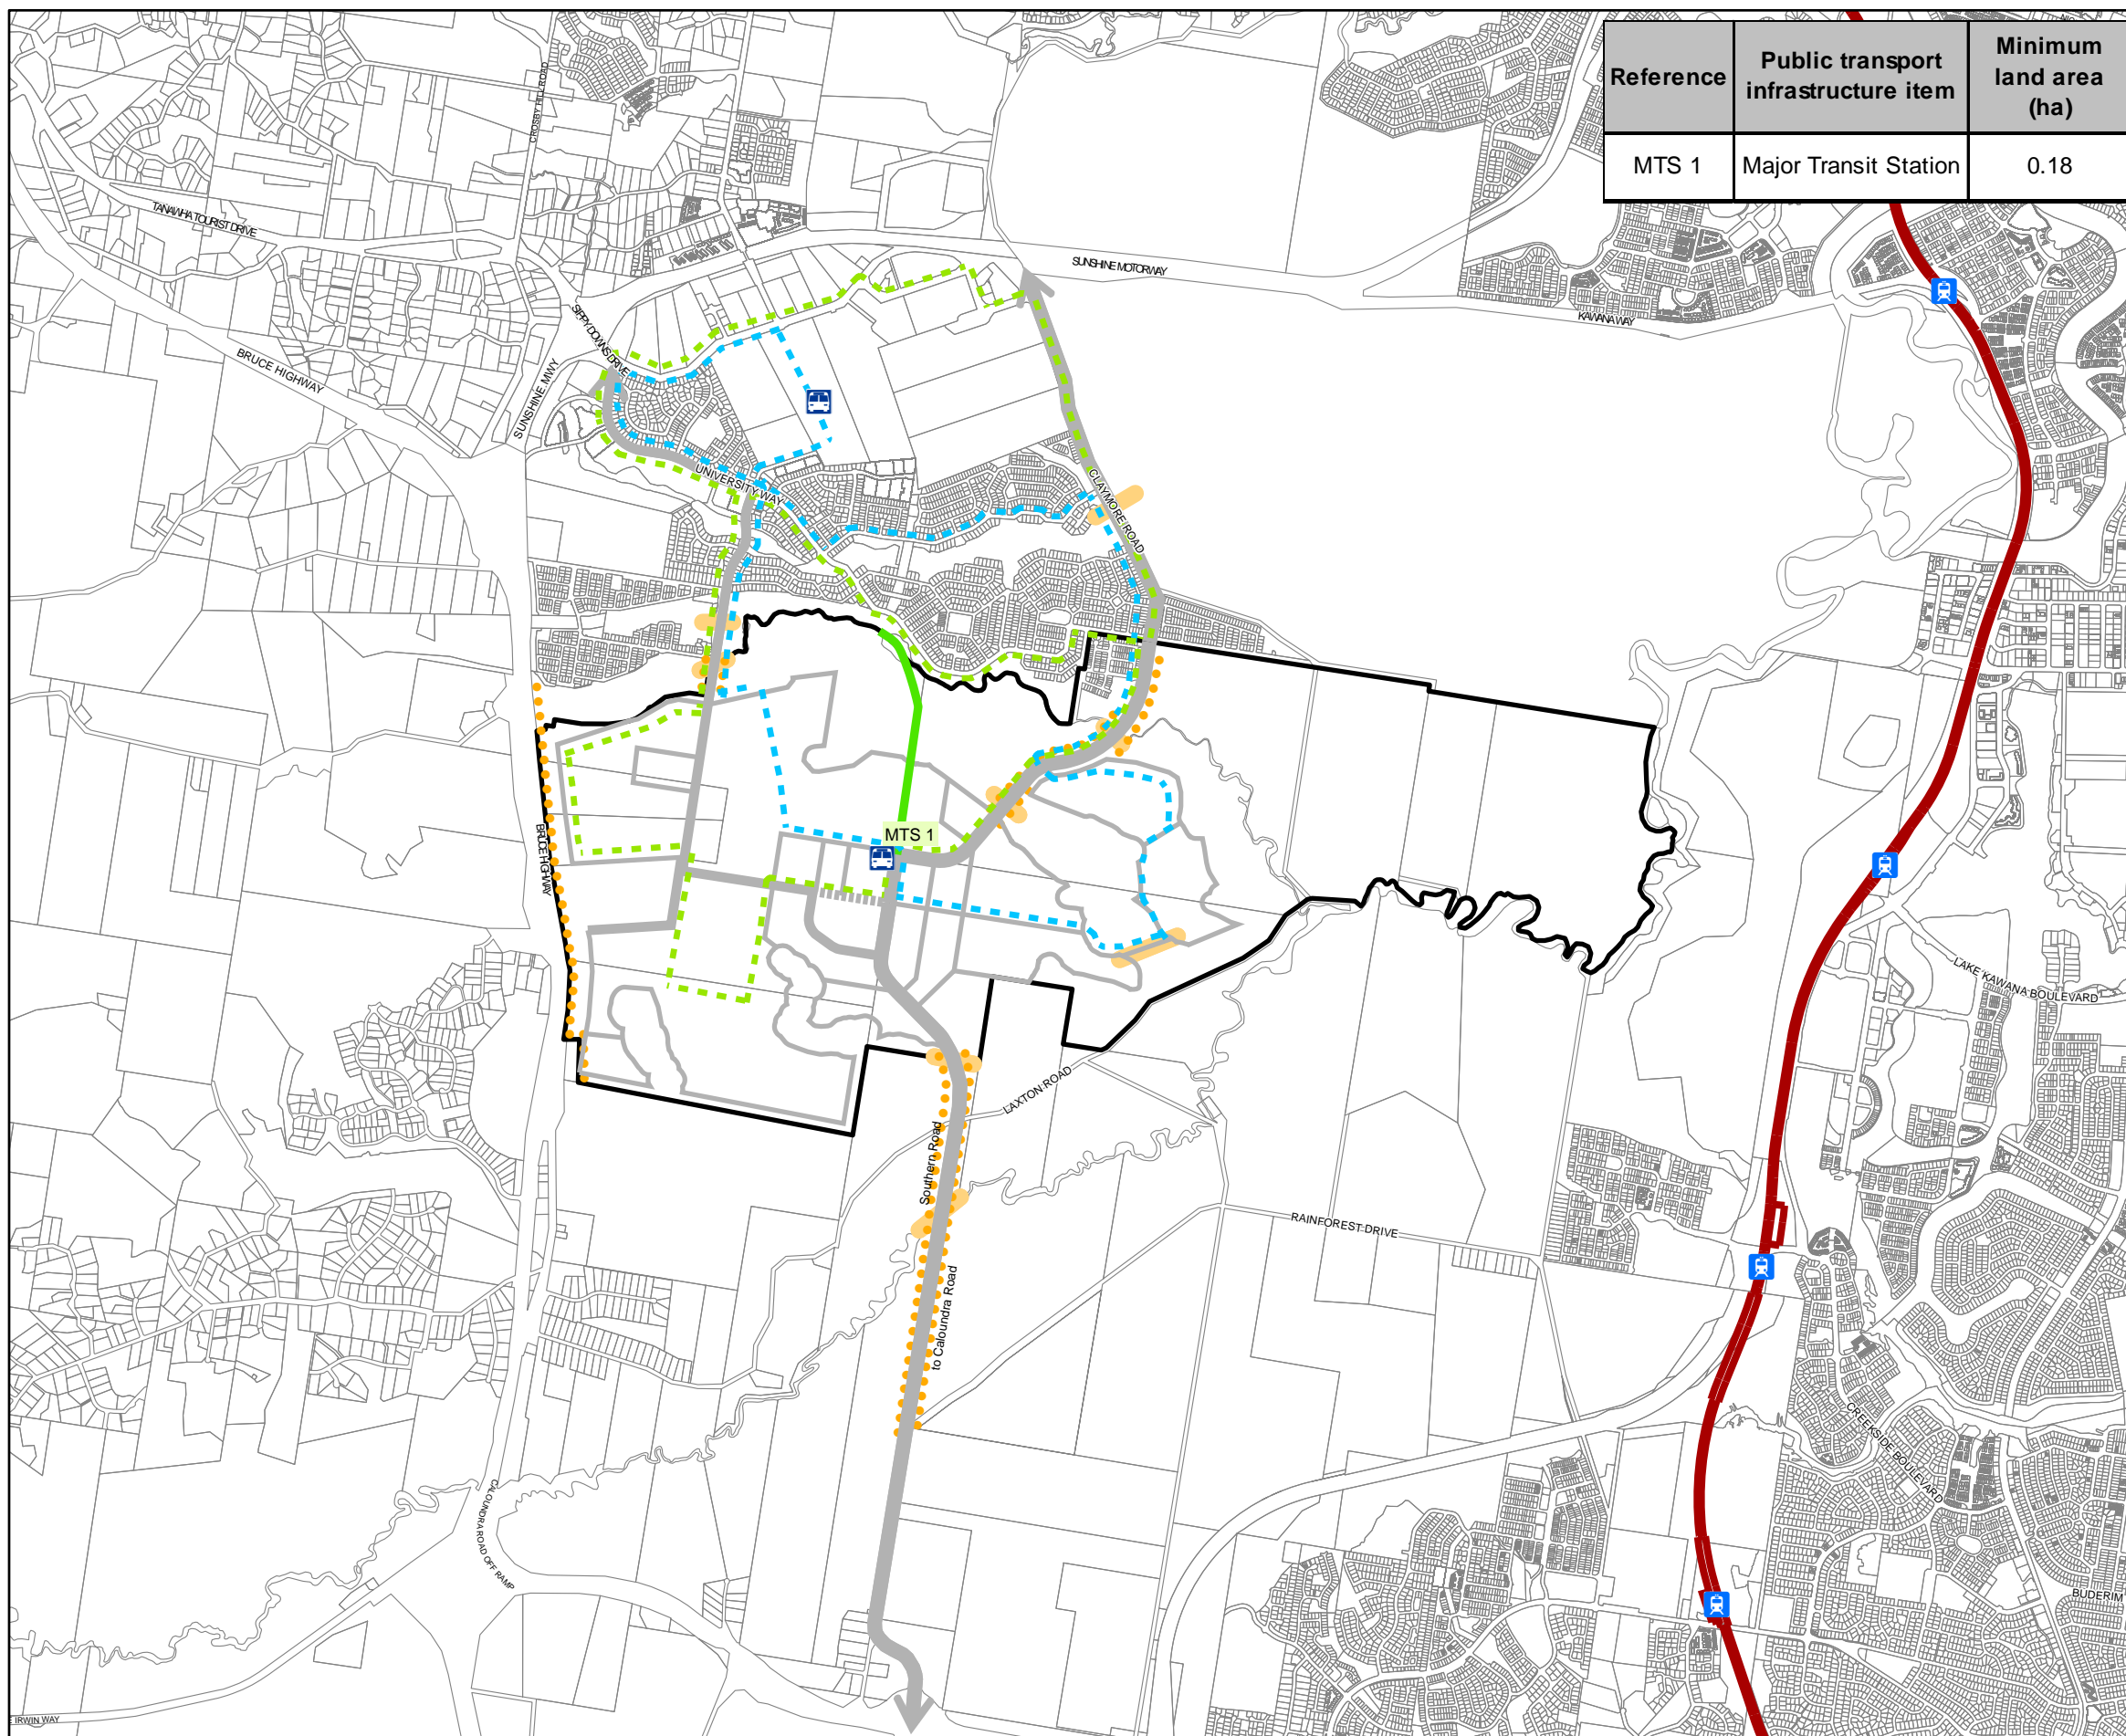 Reference
Public transport
infrastructure item
Minimum
land area
(ha)
MTS 1
Major Transit Station
0.18
CROSBY HILL ROAD
TANAWHA TOURIST DRIVE
SUNSHINE MOTORWAY
KAWANA WAY
SIPPY DOWNS DRIVE
BRUCE HIGHWAY
SUNSHINE MWY
UNIVERSITY WAY
CLAYMORE ROAD
MTS 1
BRUCE HIGHWAY
LAKE KAWANA BOULEVARD
LAXTON ROAD
Southern Road
to Caloundra Road
RAINFOREST DRIVE
CREEKSIDE BOULEVARD
CALOUNDRA ROAD OFF RAMP
BUDERIM
E IRWIN WAY